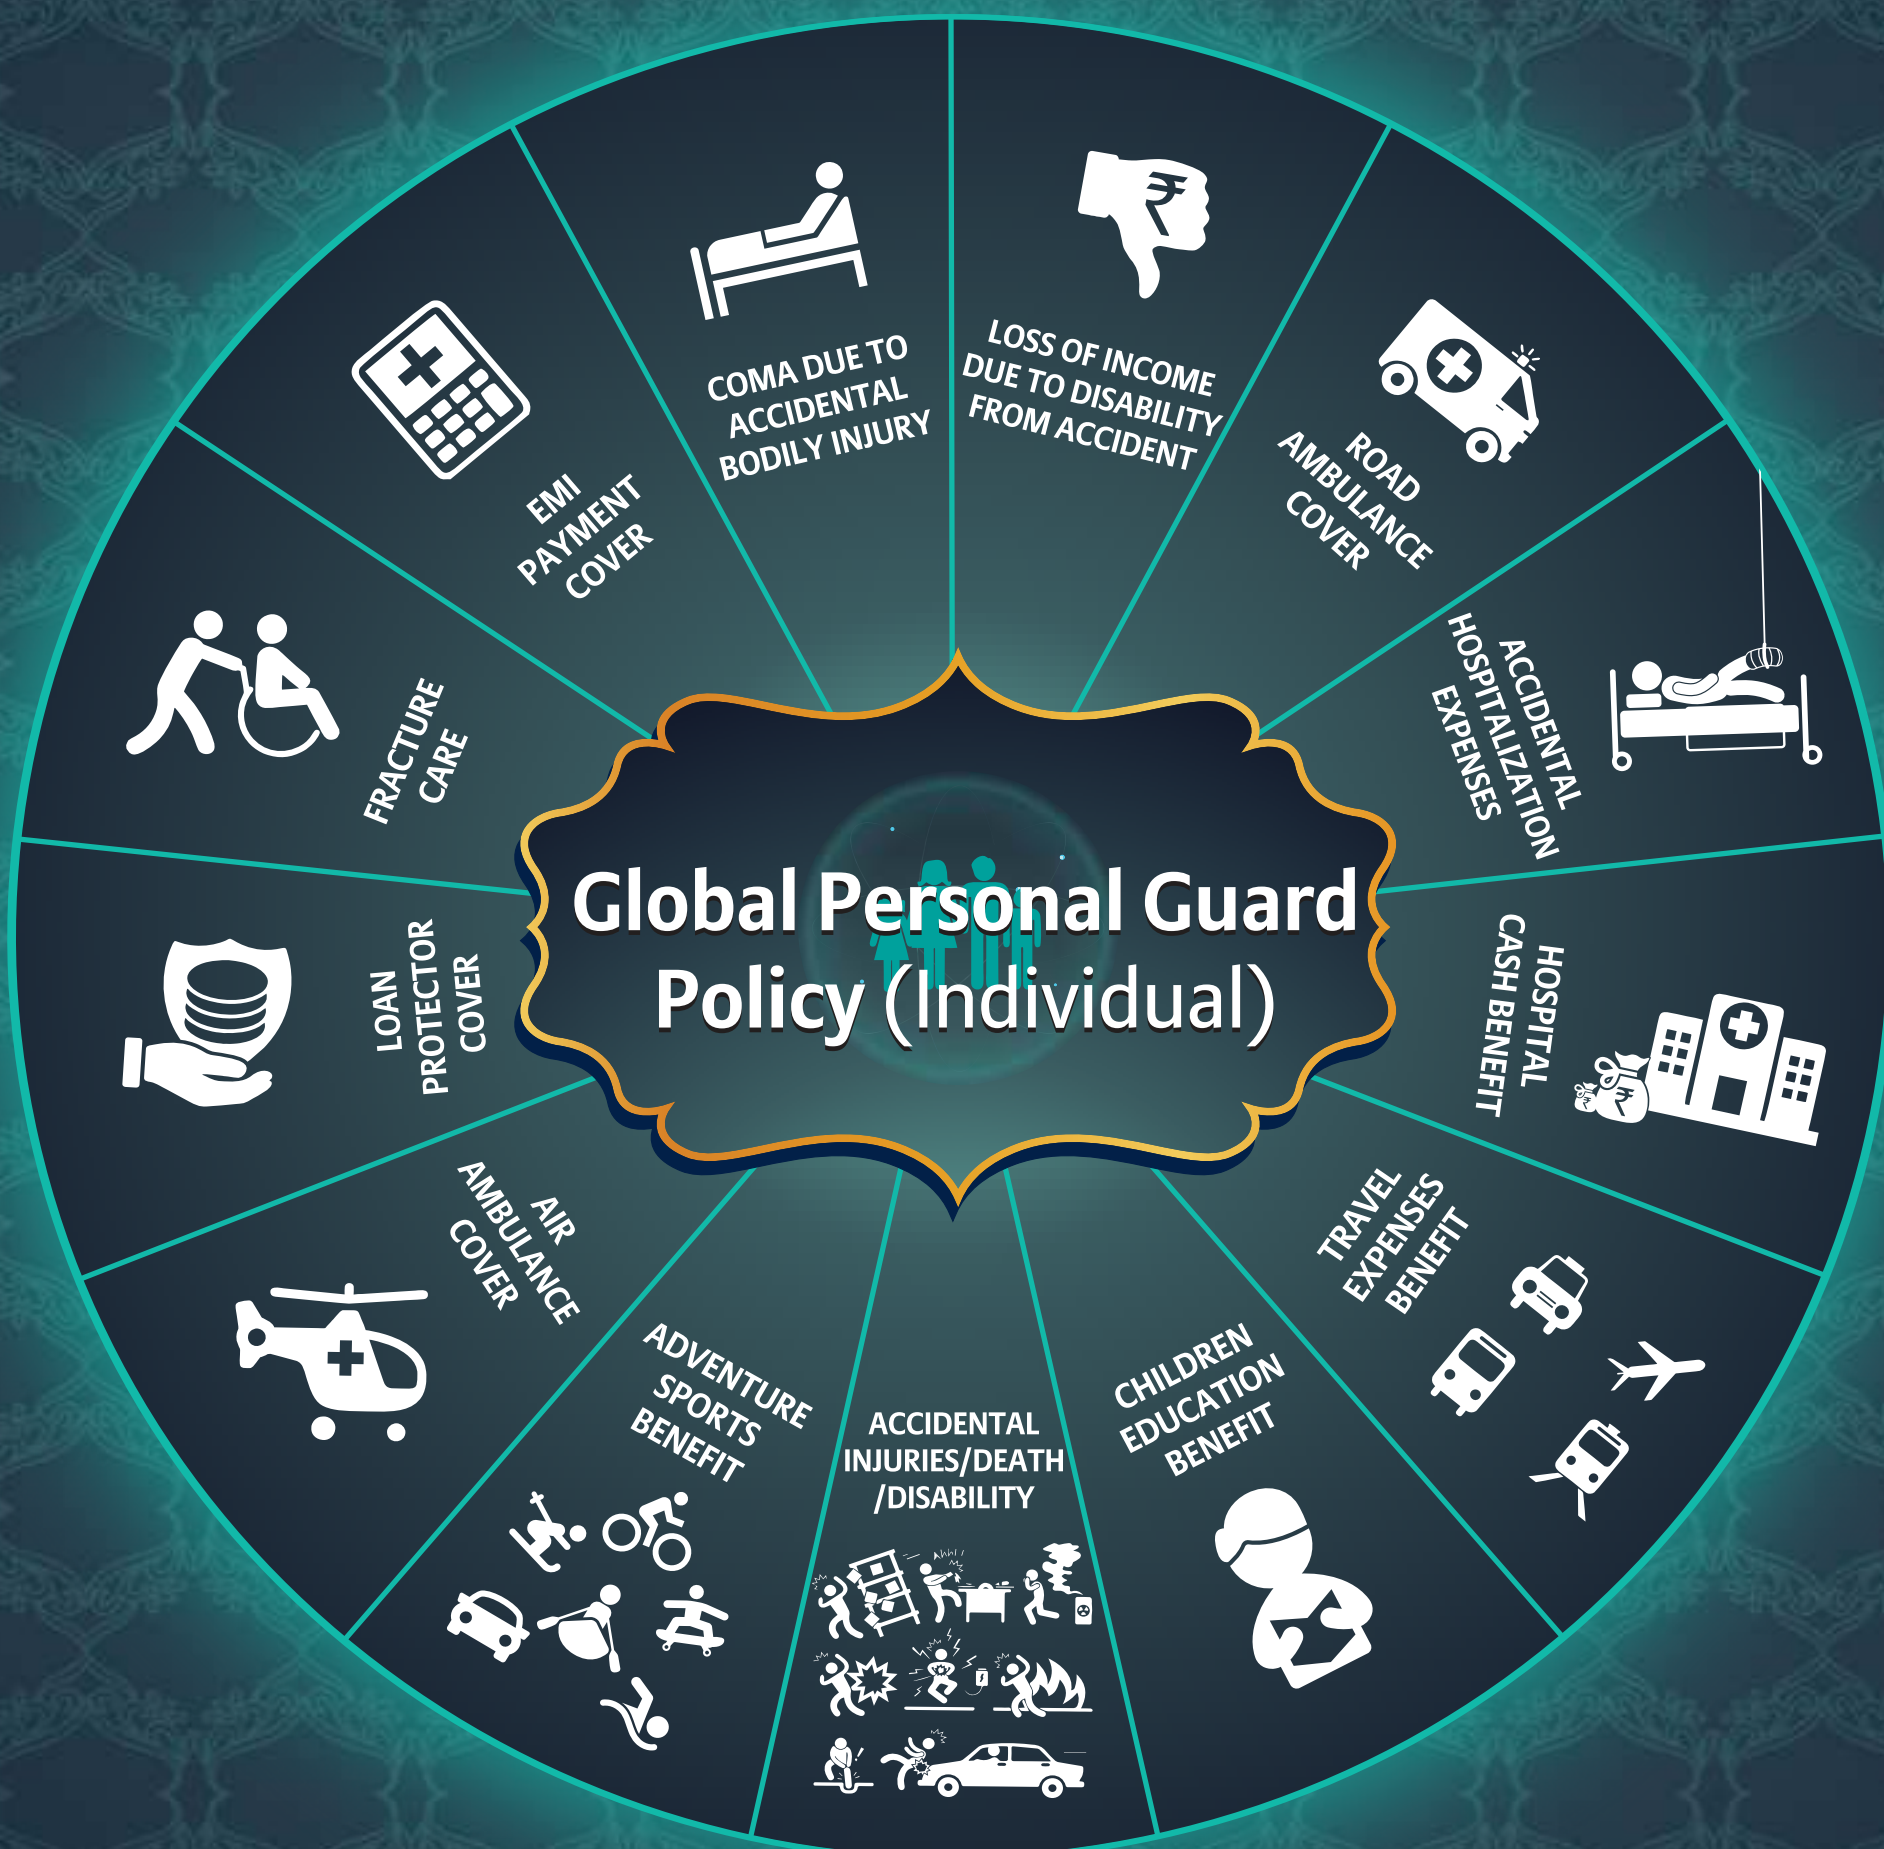 Global Personal Guard
Policy (Individual)
LOSS OF INCOME
DUE TO DISABILITY
FROM ACCIDENT
ROAD
AMBULANCE
COVER
ACCIDENTAL
HOSPITALIZATION
EXPENSES
HOSPITAL
CASH BENEFIT
TRAVEL
EXPENSES
BENEFIT
CHILDREN
EDUCATION
BENEFIT
ACCIDENTAL
INJURIES/DEATH
/DISABILITY
ADVENTURE
SPORTS
BENEFIT
AIR
AMBULANCE
COVER
LOAN
PROTECTOR
COVER
FRACTURE
CARE
EMI
PAYMENT
COVER
COMA DUE TO
ACCIDENTAL
BODILY INJURY